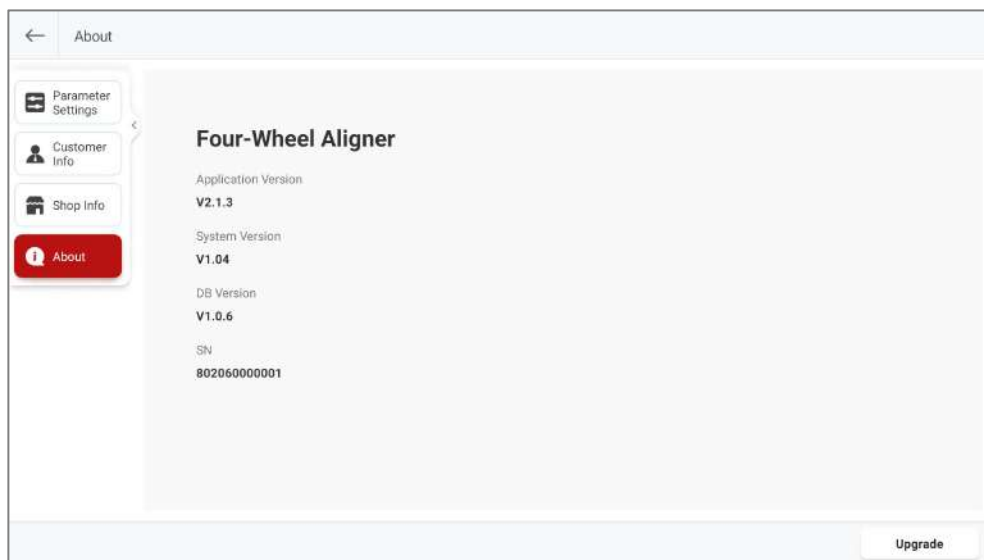 About
Parameter
Settings
Customer
Info
Shop Info
About
Four-Wheel Aligner
Application Version
V2.1.3
System Version
V1.04
DB Version
V1.0.6
SN
802060000001
Upgrade